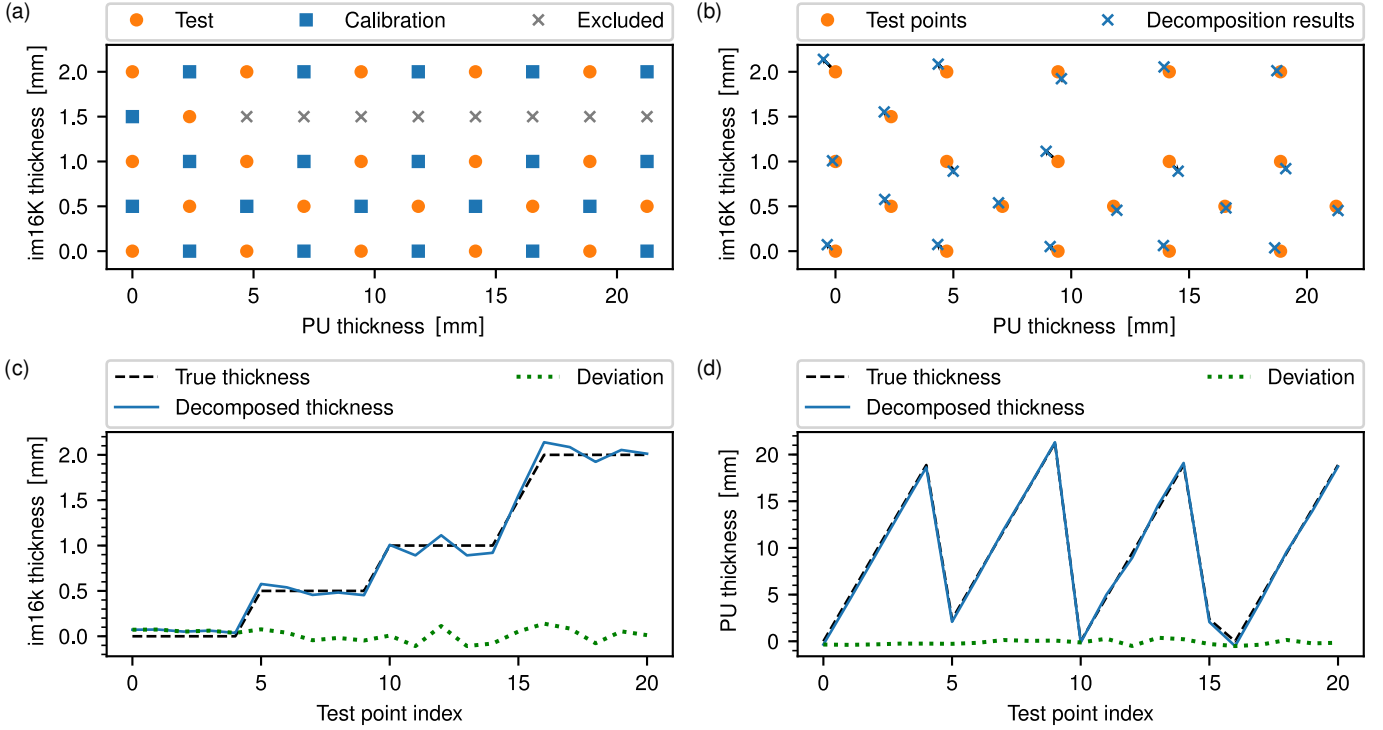 (a)
Test Calibration Excluded
im16K thickness [mm]
2.0
1.5
1.0
0.5
0.0
0 5 10 15 20
PU thickness [mm]
(b)
Test points Decomposition results
im16K thickness [mm]
2.0
1.5
1.0
0.5
0.0
0 5 10 15 20
PU thickness [mm]
(c)
True thickness Deviation
Decomposed thickness
im16k thickness [mm]
2.0
1.5
1.0
0.5
0.0
0 5 10 15 20
Test point index
(d)
True thickness Deviation
Decomposed thickness
PU thickness [mm]
20
15
10
5
0
0 5 10 15 20
Test point index